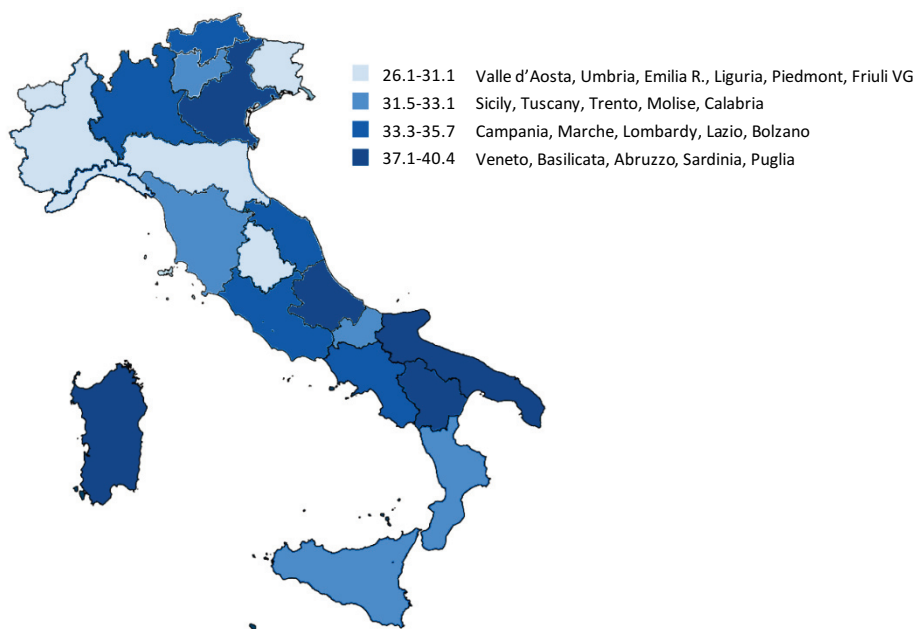 26.1-31.1 Valle d’Aosta, Umbria, Emilia R., Liguria, Piedmont, Friuli VG
31.5-33.1 Sicily, Tuscany, Trento, Molise, Calabria
33.3-35.7 Campania, Marche, Lombardy, Lazio, Bolzano
37.1-40.4 Veneto, Basilicata, Abruzzo, Sardinia, Puglia